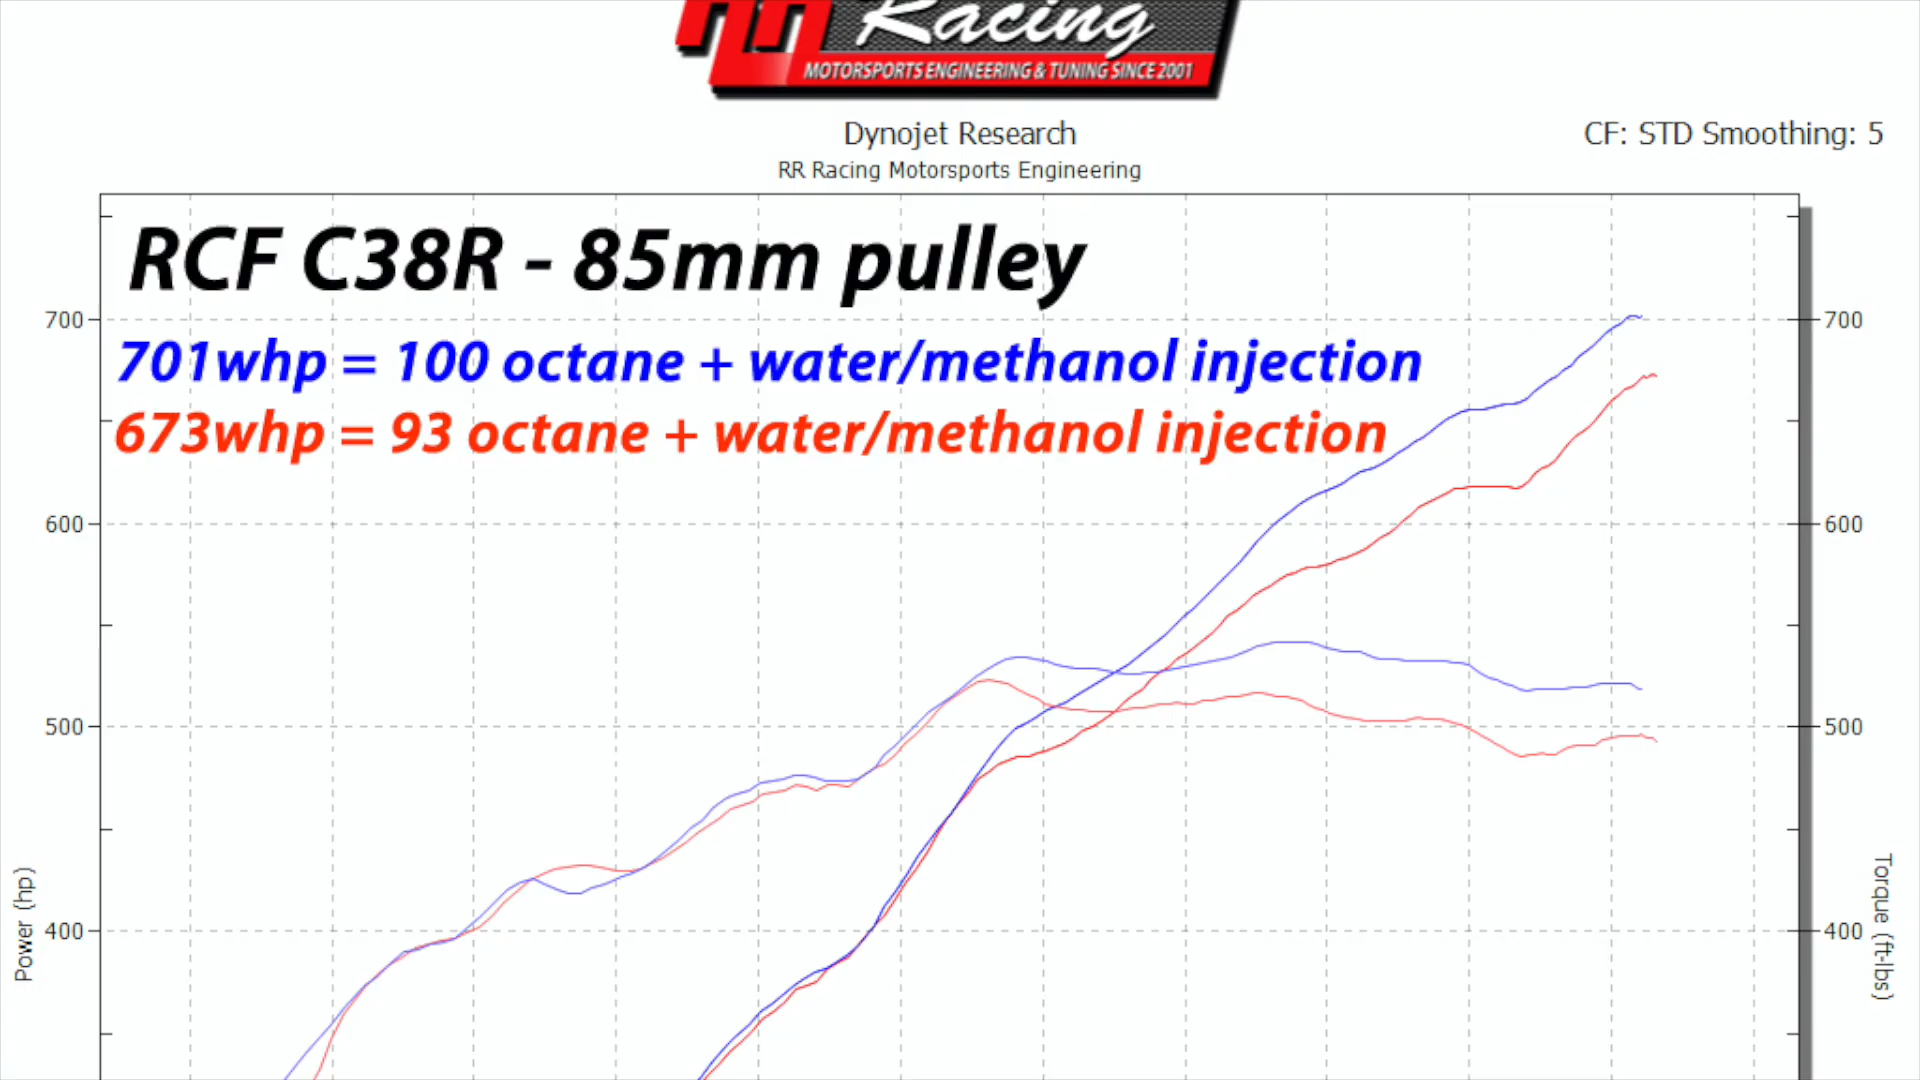 RR Racing
MOTORSPORTS ENGINEERING & TUNING SINCE 2001
Dynojet Research
CF: STD Smoothing: 5
RR Racing Motorsports Engineering
RCF C38R - 85mm pulley
701whp = 100 octane + water/methanol injection
673whp = 93 octane + water/methanol injection
700
600
500
400
Power (hp)
700
600
500
400
Torque (ft-lbs)